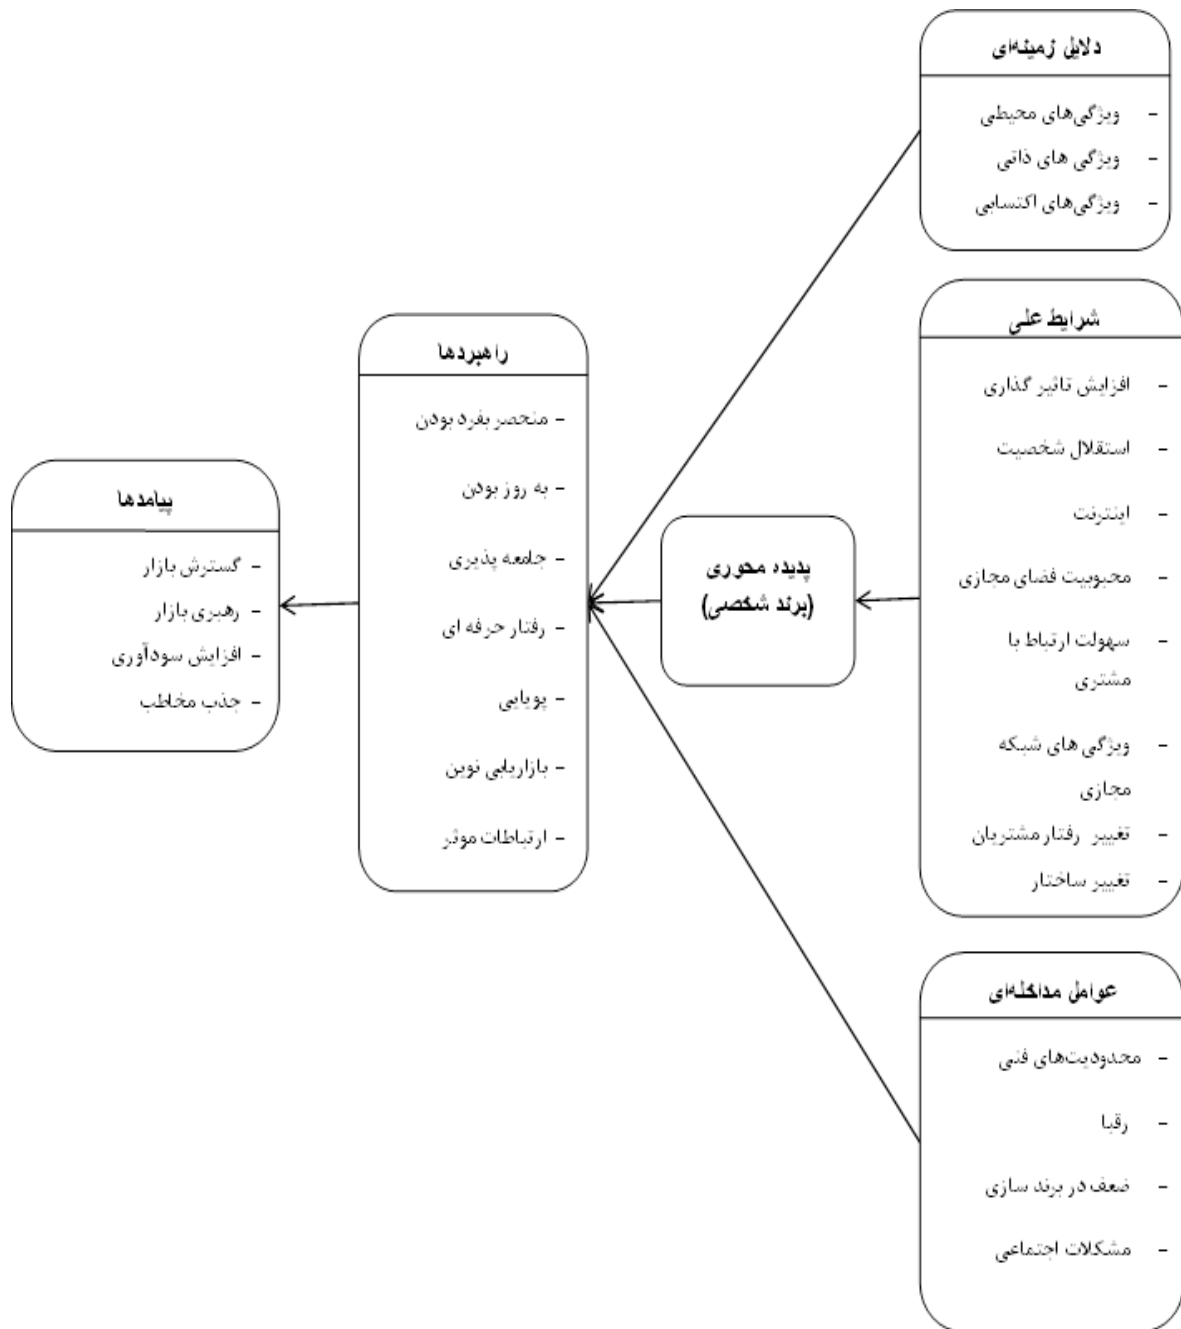 دلایل زمینه‌ای
- ویژگی‌های محیطی
- ویژگی های ذاتی
- ویژگی‌های اکتسابی
شرایط علی
- افزایش تاثیر گذاری
- استقلال شخصیت
- اینترنت
- محبوبیت فضای مجازی
- سهولت ارتباط با
مشتری
- ویژگی های شبکه
مجازی
- تغییر رفتار مشتریان
- تغییر ساختار
عوامل مداخله‌ای
- محدودیت‌های فنی
- رقبا
- ضعف در برند سازی
- مشکلات اجتماعی
پدیده محوری
(برند شخصی)
راهبردها
- منحصر بفرد بودن
- به روز بودن
- جامعه پذیری
- رفتار حرفه ای
- پویایی
- بازاریابی نوین
- ارتباطات موثر
پیامدها
- گسترش بازار
- رهبری بازار
- افزایش سودآوری
- جذب مخاطب